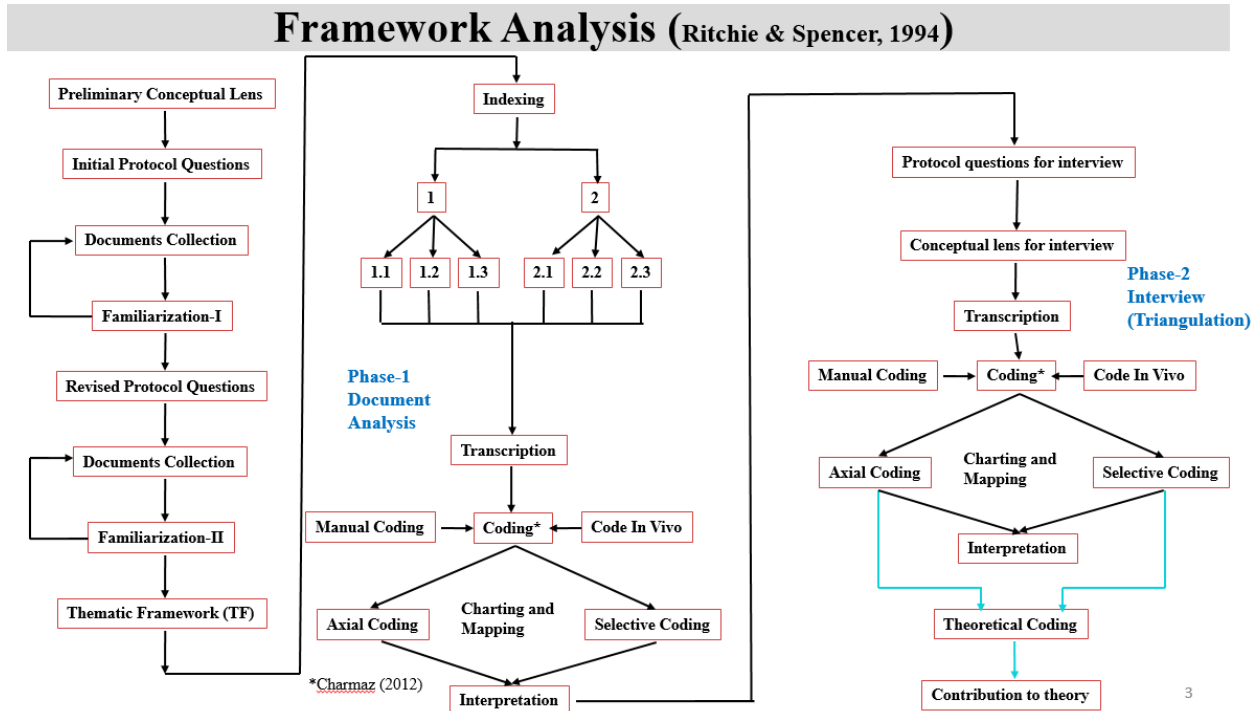 Framework Analysis (Ritchie & Spencer, 1994)
Preliminary Conceptual Lens
Initial Protocol Questions
Documents Collection
Familiarization-I
Revised Protocol Questions
Documents Collection
Familiarization-II
Thematic Framework (TF)
Indexing
1
2
1.1
1.2
1.3
2.1
2.2
2.3
Phase-1
Document
Analysis
Transcription
Manual Coding
Coding*
Code In Vivo
Axial Coding
Charting and
Mapping
Selective Coding
*Charmaz (2012)
Interpretation
Protocol questions for interview
Conceptual lens for interview
Phase-2
Interview
(Triangulation)
Transcription
Manual Coding
Coding*
Code In Vivo
Axial Coding
Charting and
Mapping
Selective Coding
Interpretation
Theoretical Coding
Contribution to theory
3